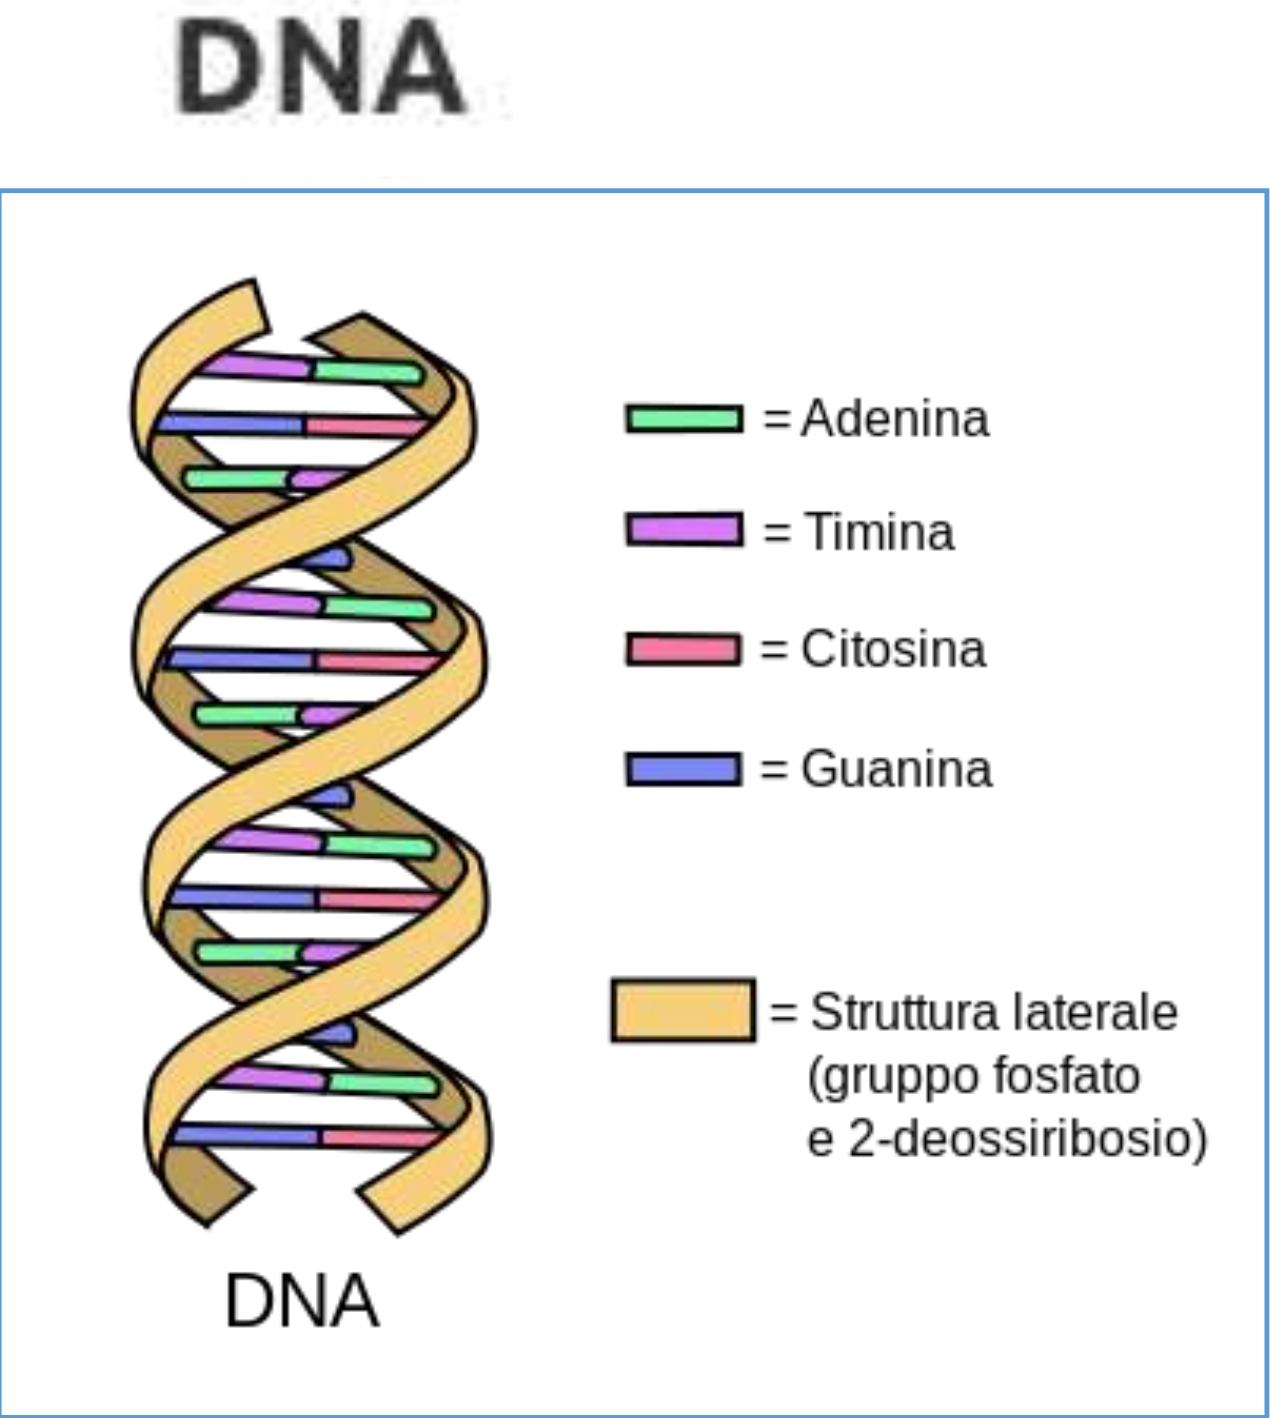 DNA
= Adenina
= Timina
= Citosina
= Guanina
= Struttura laterale
(gruppo fosfato
e 2-deossiribosio)
DNA